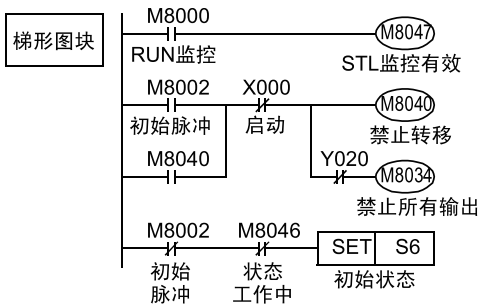 梯形图块
M8000
M8047
RUN监控
STL监控有效
M8002
X000
M8040
初始脉冲
启动
禁止转移
M8040
Y020
M8034
禁止所有输出
M8002
M8046
SET
S6
初始
脉冲
状态
工作中
初始状态